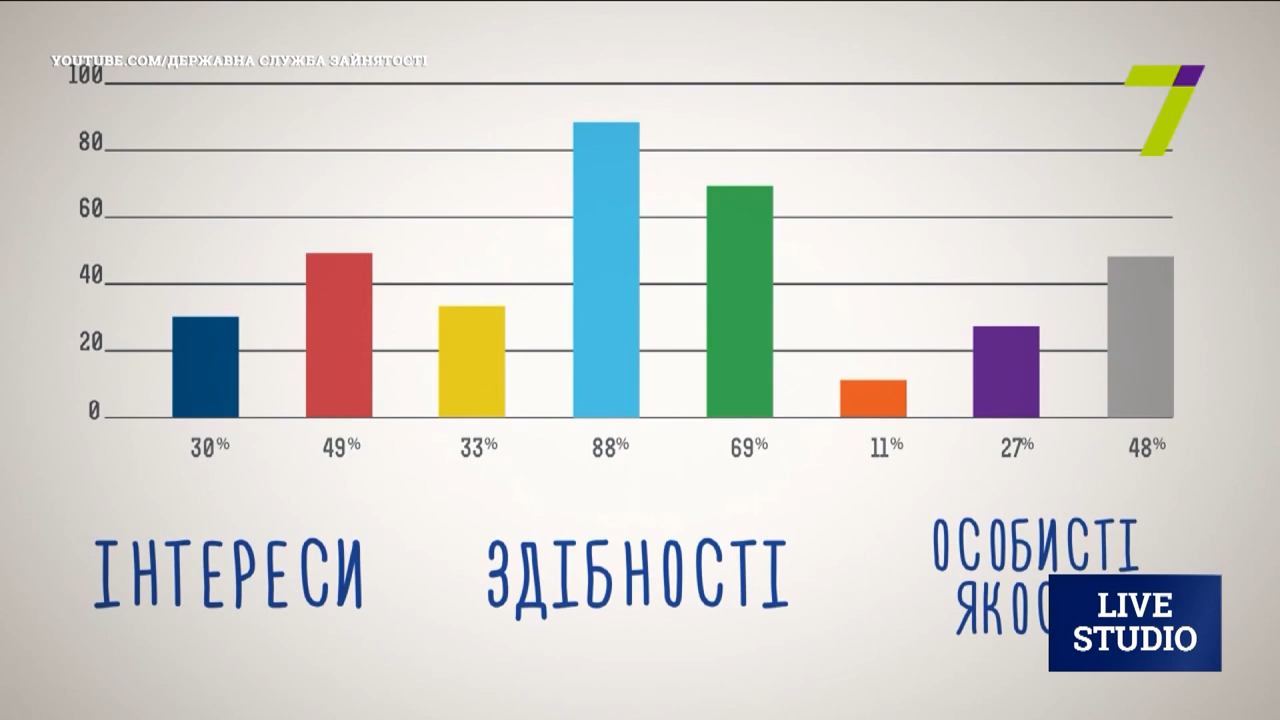 YOUTUBE.COM/ДЕРЖАВНА СЛУЖБА ЗАЙНЯТОСТІ
100
7
80
60
40
20
0
30% 49% 33% 88% 69% 11% 27% 48%
ІНТЕРЕСИ ЗДІБНОСТІ ОСОБИСТІ
LIVE
STUDIO